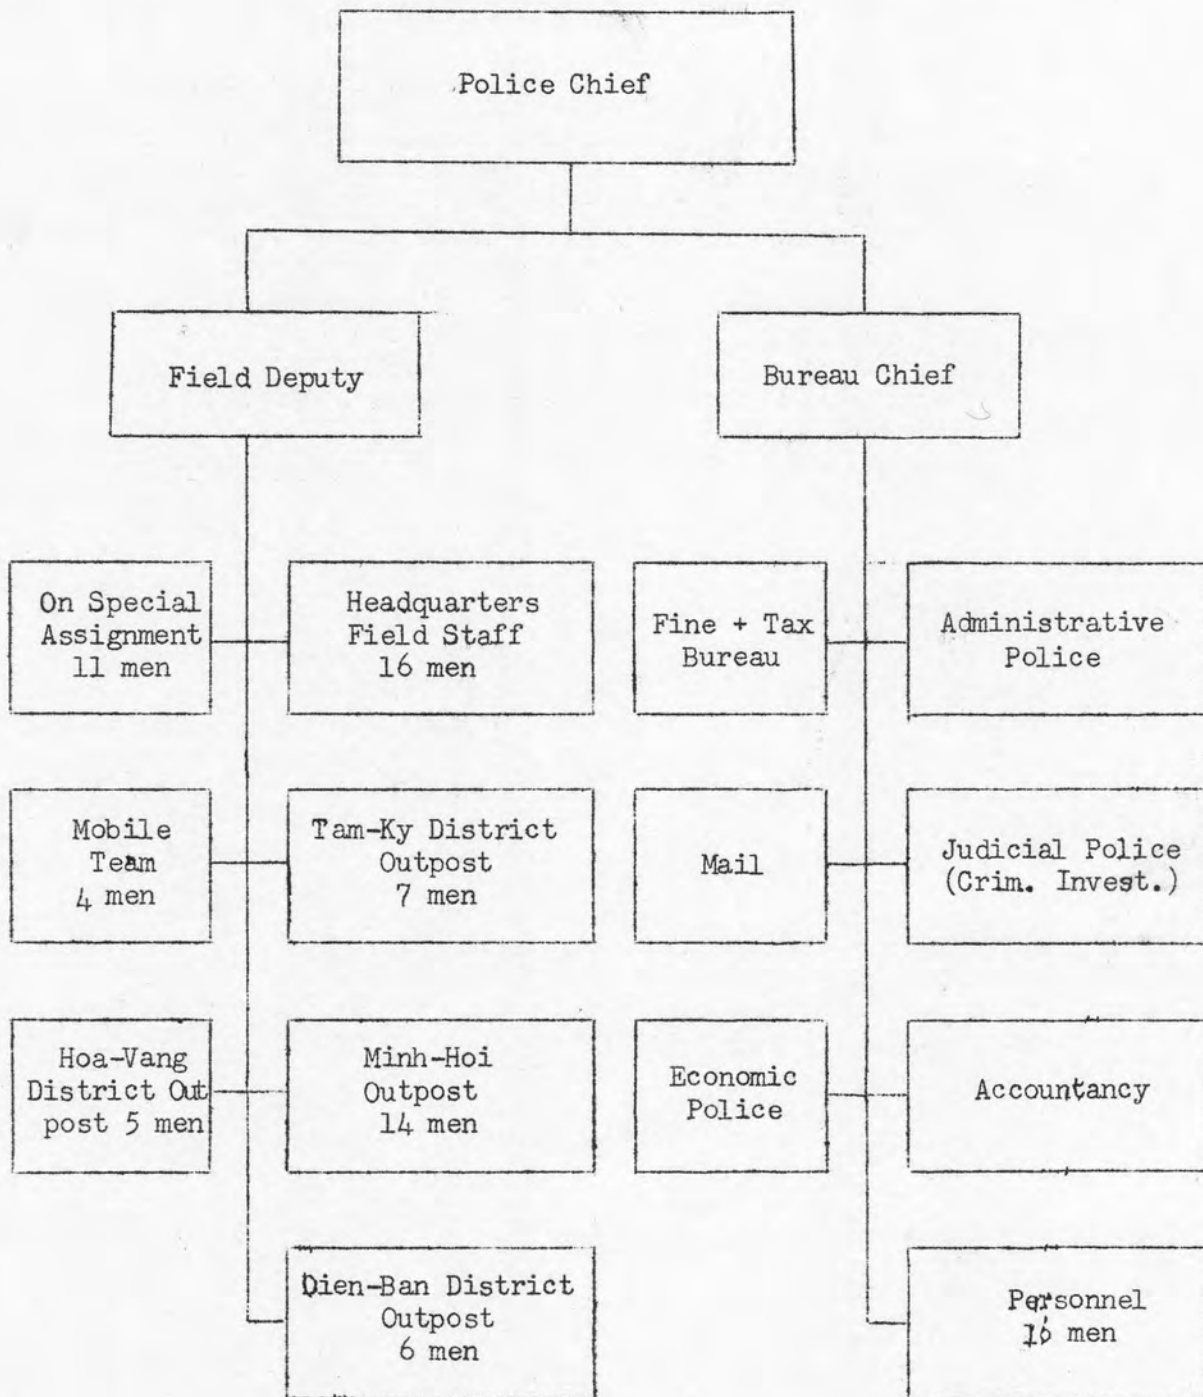 Police Chief
Field Deputy
Bureau Chief
On Special
Assignment
11 men
Headquarters
Field Staff
16 men
Fine + Tax
Bureau
Administrative
Police
Mobile
Team
4 men
Tam-Ky District
Outpost
7 men
Mail
Judicial Police
(Crim. Invest.)
Hoa-Vang
District Out
post 5 men
Minh-Hoi
Outpost
14 men
Economic
Police
Accountancy
Dien-Ban District
Outpost
6 men
Personnel
16 men